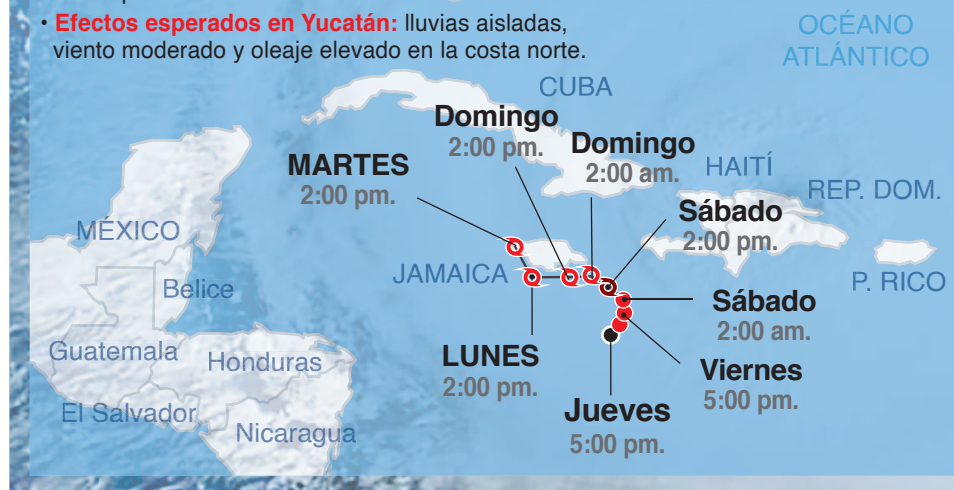 • Efectos esperados en Yucatán: lluvias aisladas,
viento moderado y oleaje elevado en la costa norte.
OCÉANO
ATLÁNTICO
CUBA
Domingo
2:00 pm.
Domingo
2:00 am.
MARTES
2:00 pm.
HAITÍ
REP. DOM.
Sábado
2:00 pm.
MÉXICO
JAMAICA
P. RICO
Belice
Sábado
2:00 am.
Guatemala
Honduras
LUNES
2:00 pm.
Viernes
5:00 pm.
El Salvador
Nicaragua
Jueves
5:00 pm.